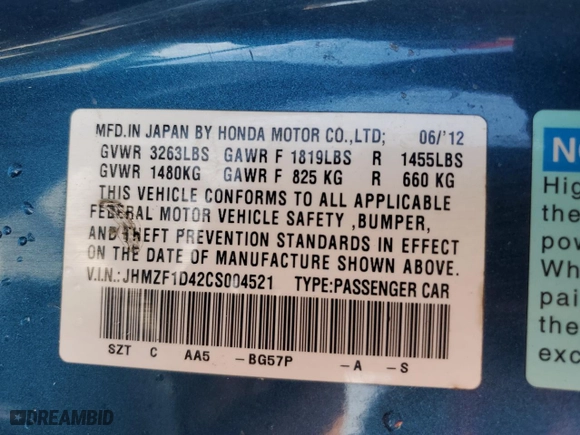 MFD.IN JAPAN BY HONDA MOTOR CO.,LTD; 06/'12
GVWR 3263LBS GAWR F 1819LBS R 1455LBS
GVWR 1480KG GAWR F 825 KG R 660 KG
THIS VEHICLE CONFORMS TO ALL APPLICABLE
FEDERAL MOTOR VEHICLE SAFETY ,BUMPER,
AND THEFT PREVENTION STANDARDS IN EFFECT
ON THE DATE OF MANUFACTURE SHOWN ABOVE.
V.I.N.:JHMZF1D42CS004521 TYPE:PASSENGER CAR
SZT C AA5 -BG57P -A -S
Hig
the
pow
Whe
pai
the
exc
DREAMBID